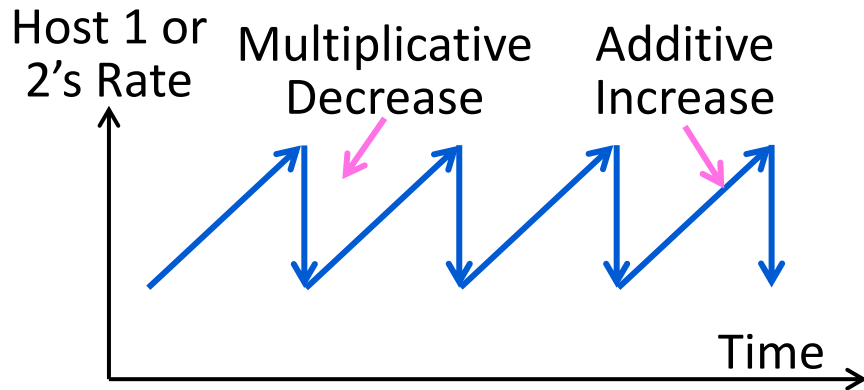 Host 1 or
2’s Rate
Multiplicative
Decrease
Additive
Increase
Time